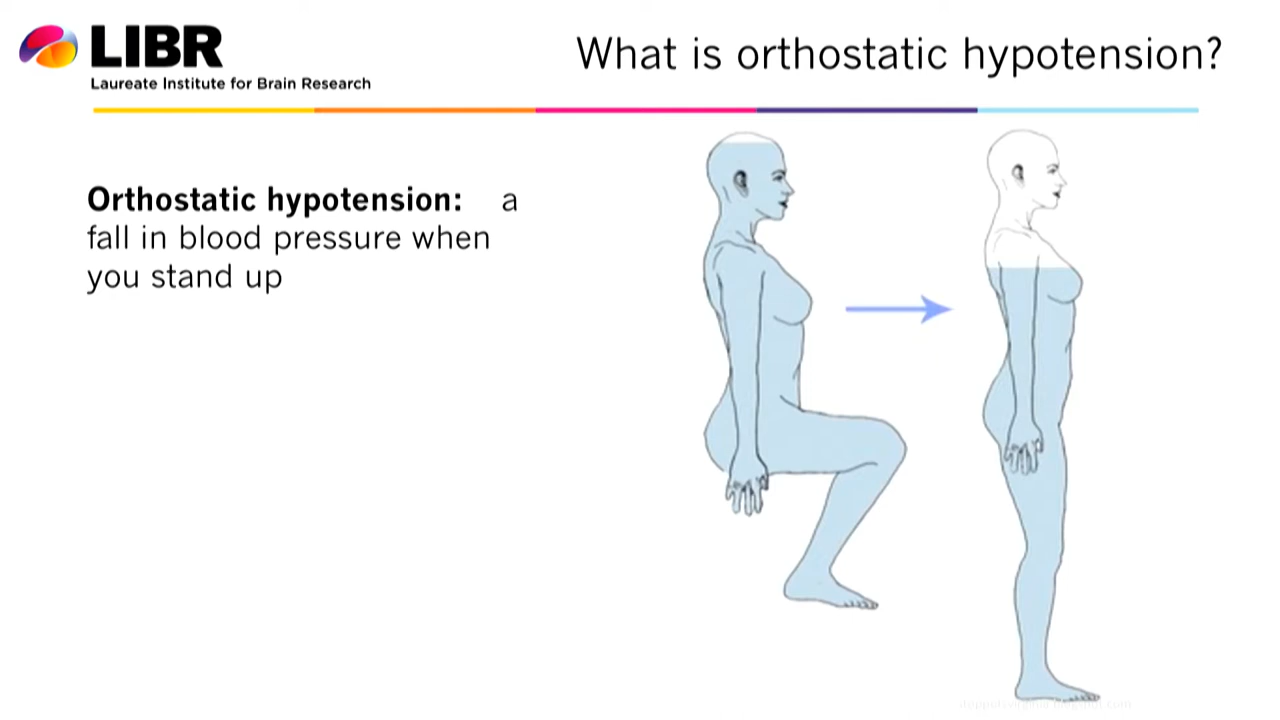 LIBR
Laureate Institute for Brain Research
What is orthostatic hypotension?
Orthostatic hypotension: a
fall in blood pressure when
you stand up